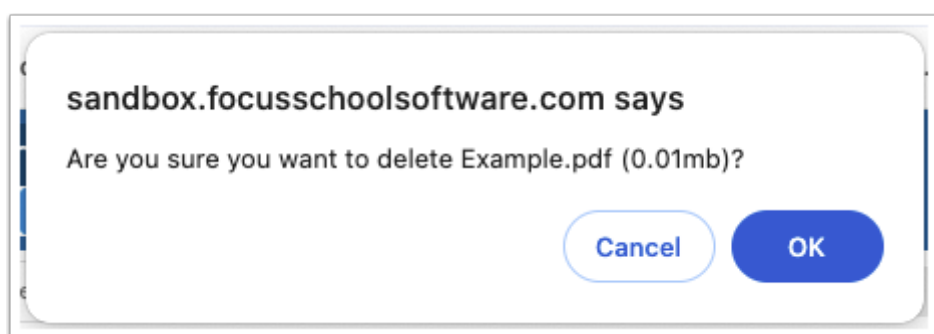 sandbox.focusschoolsoftware.com says
Are you sure you want to delete Example.pdf (0.01mb)?
Cancel OK